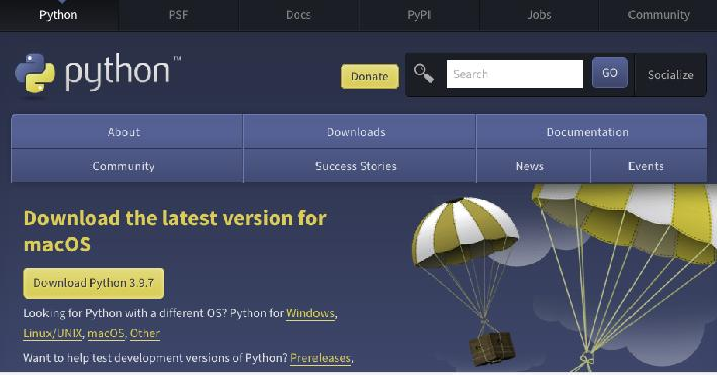 Python PSF Docs PyPI Jobs Community
python™ Donate Search GO Socialize
About Downloads Documentation
Community Success Stories News Events
Download the latest version for
macOS
Download Python 3.9.7
Looking for Python with a different OS? Python for Windows,
Linux/UNIX, macOS, Other
Want to help test development versions of Python? Prereleases,